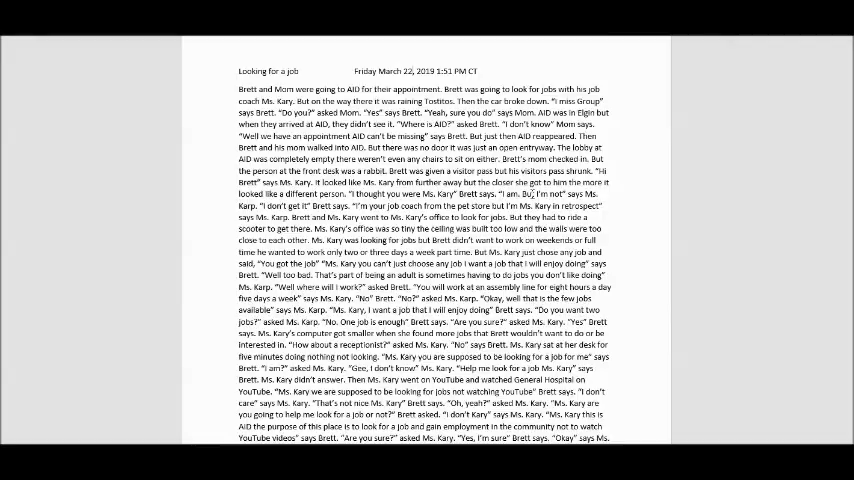 Looking for a job Friday March 22, 2019 1:51 PM CT
Brett and Mom were going to AID for their appointment. Brett was going to look for jobs with his job
coach Ms. Kary. But on the way there it was raining Tostitos. Then the car broke down. “I miss Group”
says Brett. “Do you?” asked Mom. “Yes” says Brett. “Yeah, sure you do” says Mom. AID was in Elgin but
when they arrived at AID, they didn’t see it. “Where is AID?” asked Brett. “I don’t know” Mom says.
“Well we have an appointment AID can’t be missing” says Brett. But just then AID reappeared. Then
Brett and his mom walked into AID. But there was no door it was just an open entryway. The lobby at
AID was completely empty there weren’t even any chairs to sit on either. Brett’s mom checked in. But
the person at the front desk was a rabbit. Brett was given a visitor pass but his visitors pass shrunk. “Hi
Brett” says Ms. Kary. It looked like Ms. Kary from further away but the closer she got to him the more it
looked like a different person. “I thought you were Ms. Kary” Brett says. “I am. But I’m not” says Ms.
Karp. “I don’t get it” Brett says. “I’m your job coach from the pet store but I’m Ms. Kary in retrospect”
says Ms. Karp. Brett and Ms. Kary went to Ms. Kary’s office to look for jobs. But they had to ride a
scooter to get there. Ms. Kary’s office was so tiny the ceiling was built too low and the walls were too
close to each other. Ms. Kary was looking for jobs but Brett didn’t want to work on weekends or full
time he wanted to work only two or three days a week part time. But Ms. Kary just chose any job and
said, “You got the job” “Ms. Kary you can’t just choose any job I want a job that I will enjoy doing” says
Brett. “Well too bad. That’s part of being an adult is sometimes having to do jobs you don’t like doing”
Ms. Karp. “Well where will I work?” asked Brett. “You will work at an assembly line for eight hours a day
five days a week” says Ms. Kary. “No” Brett. “No?” asked Ms. Karp. “Okay, well that is the few jobs
available” says Ms. Karp. “Ms. Kary, I want a job that I will enjoy doing” Brett says. “Do you want two
jobs?” asked Ms. Karp. “No. One job is enough” Brett says. “Are you sure?” asked Ms. Kary. “Yes” Brett
says. Ms. Kary’s computer got smaller when she found more jobs that Brett wouldn’t want to do or be
interested in. “How about a receptionist?” asked Ms. Kary. “No” says Brett. Ms. Kary sat at her desk for
five minutes doing nothing not looking. “Ms. Kary you are supposed to be looking for a job for me” says
Brett. “I am?” asked Ms. Kary. “Gee, I don’t know” Ms. Kary. “Help me look for a job Ms. Kary” says
Brett. Ms. Kary didn’t answer. Then Ms. Kary went on YouTube and watched General Hospital on
YouTube. “Ms. Kary we are supposed to be looking for jobs not watching YouTube” Brett says. “I don’t
care” says Ms. Kary. “That’s not nice Ms. Kary” Brett says. “Oh, yeah?” asked Ms. Kary. “Ms. Kary are
you going to help me look for a job or not?” Brett asked. “I don’t Kary” says Ms. Kary. “Ms. Kary this is
AID the purpose of this place is to look for a job and gain employment in the community not to watch
YouTube videos” says Brett. “Are you sure?” asked Ms. Kary. “Yes, I’m sure” Brett says. “Okay” says Ms.